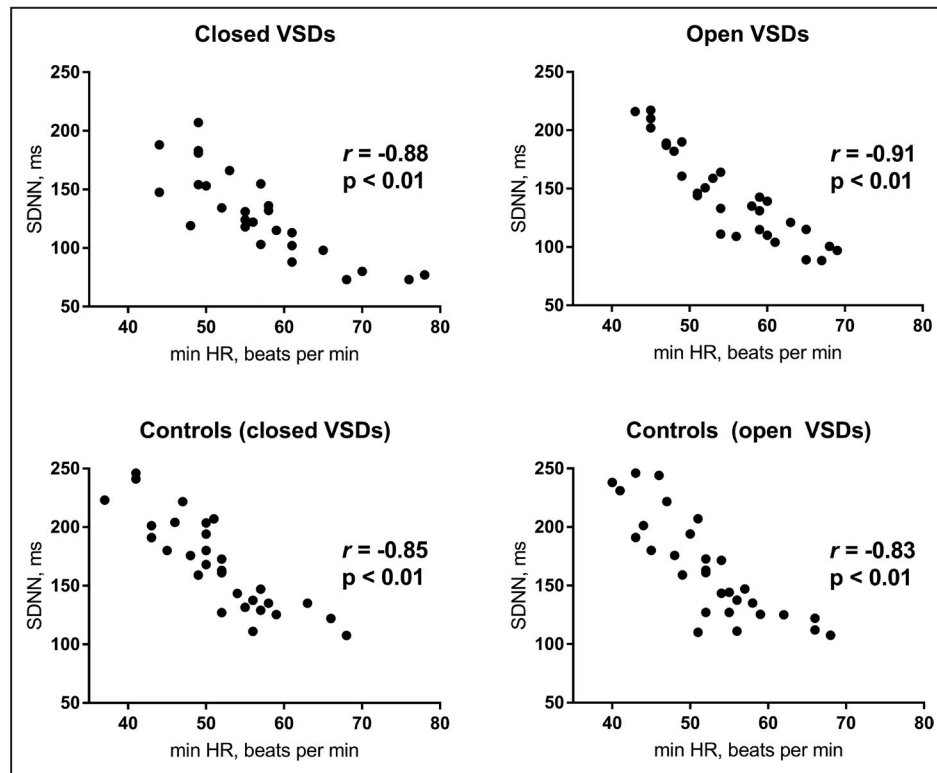 Closed VSDs
250
200
150
100
50
SDNN, ms
r = -0.88
p < 0.01
40 50 60 70 80
min HR, beats per min
Open VSDs
250
200
150
100
50
SDNN, ms
r = -0.91
p < 0.01
40 50 60 70 80
min HR, beats per min
Controls (closed VSDs)
250
200
150
100
50
SDNN, ms
r = -0.85
p < 0.01
40 50 60 70 80
min HR, beats per min
Controls (open VSDs)
250
200
150
100
50
SDNN, ms
r = -0.83
p < 0.01
40 50 60 70 80
min HR, beats per min